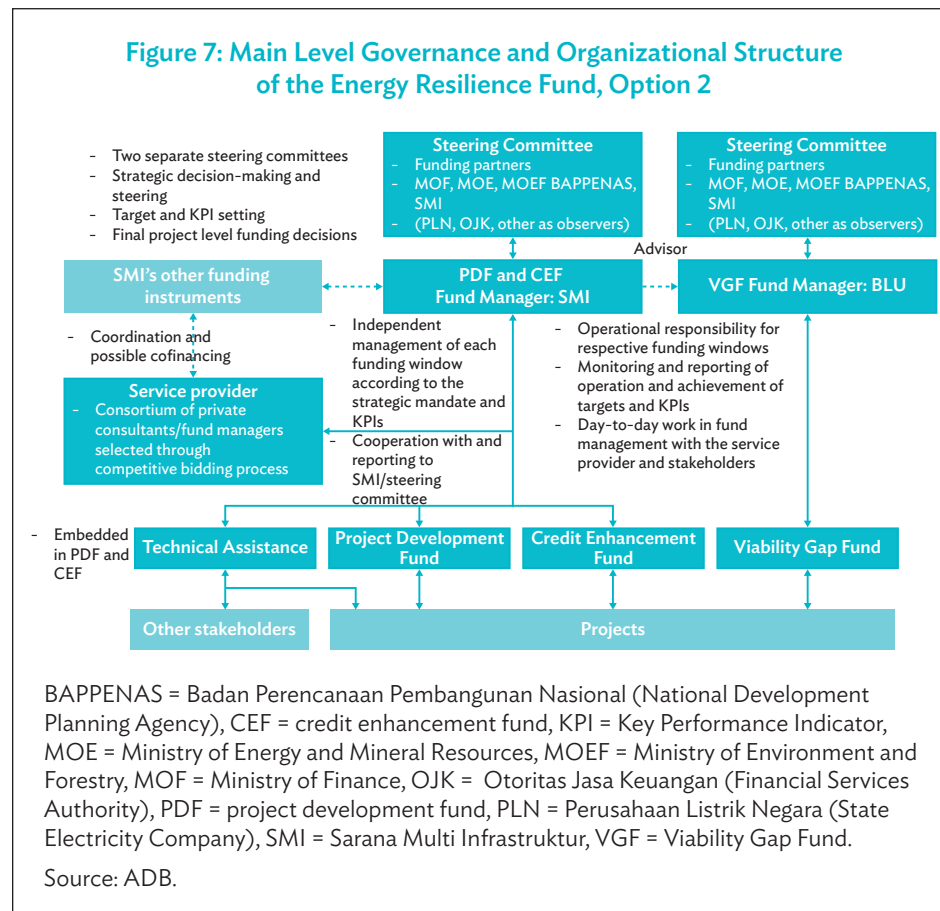 Figure 7: Main Level Governance and Organizational Structure
of the Energy Resilience Fund, Option 2
- Two separate steering committees
- Strategic decision-making and
steering
- Target and KPI setting
- Final project level funding decisions
Steering Committee
- Funding partners
- MOF, MOE, MOEF BAPPENAS,
SMI
- (PLN, OJK, other as observers)
Steering Committee
- Funding partners
- MOF, MOE, MOEF BAPPENAS,
SMI
- (PLN, OJK, other as observers)
Advisor
SMI's other funding
instruments
PDF and CEF
Fund Manager: SMI
VGF Fund Manager: BLU
- Coordination and
possible cofinancing
- Independent
management of each
funding window
according to the
strategic mandate and
KPIs
- Cooperation with and
reporting to
SMI/steering
committee
- Operational responsibility for
respective funding windows
- Monitoring and reporting of
operation and achievement of
targets and KPIs
- Day-to-day work in fund
management with the service
provider and stakeholders
Service provider
- Consortium of private
consultants/fund managers
selected through
competitive bidding process
- Embedded
in PDF and
CEF
Technical Assistance
Project Development
Fund
Credit Enhancement
Fund
Viability Gap Fund
Other stakeholders
Projects
BAPPENAS = Badan Perencanaan Pembangunan Nasional (National Development
Planning Agency), CEF = credit enhancement fund, KPI = Key Performance Indicator,
MOE = Ministry of Energy and Mineral Resources, MOEF = Ministry of Environment and
Forestry, MOF = Ministry of Finance, OJK = Otoritas Jasa Keuangan (Financial Services
Authority), PDF = project development fund, PLN = Perusahaan Listrik Negara (State
Electricity Company), SMI = Sarana Multi Infrastruktur, VGF = Viability Gap Fund.
Source: ADB.